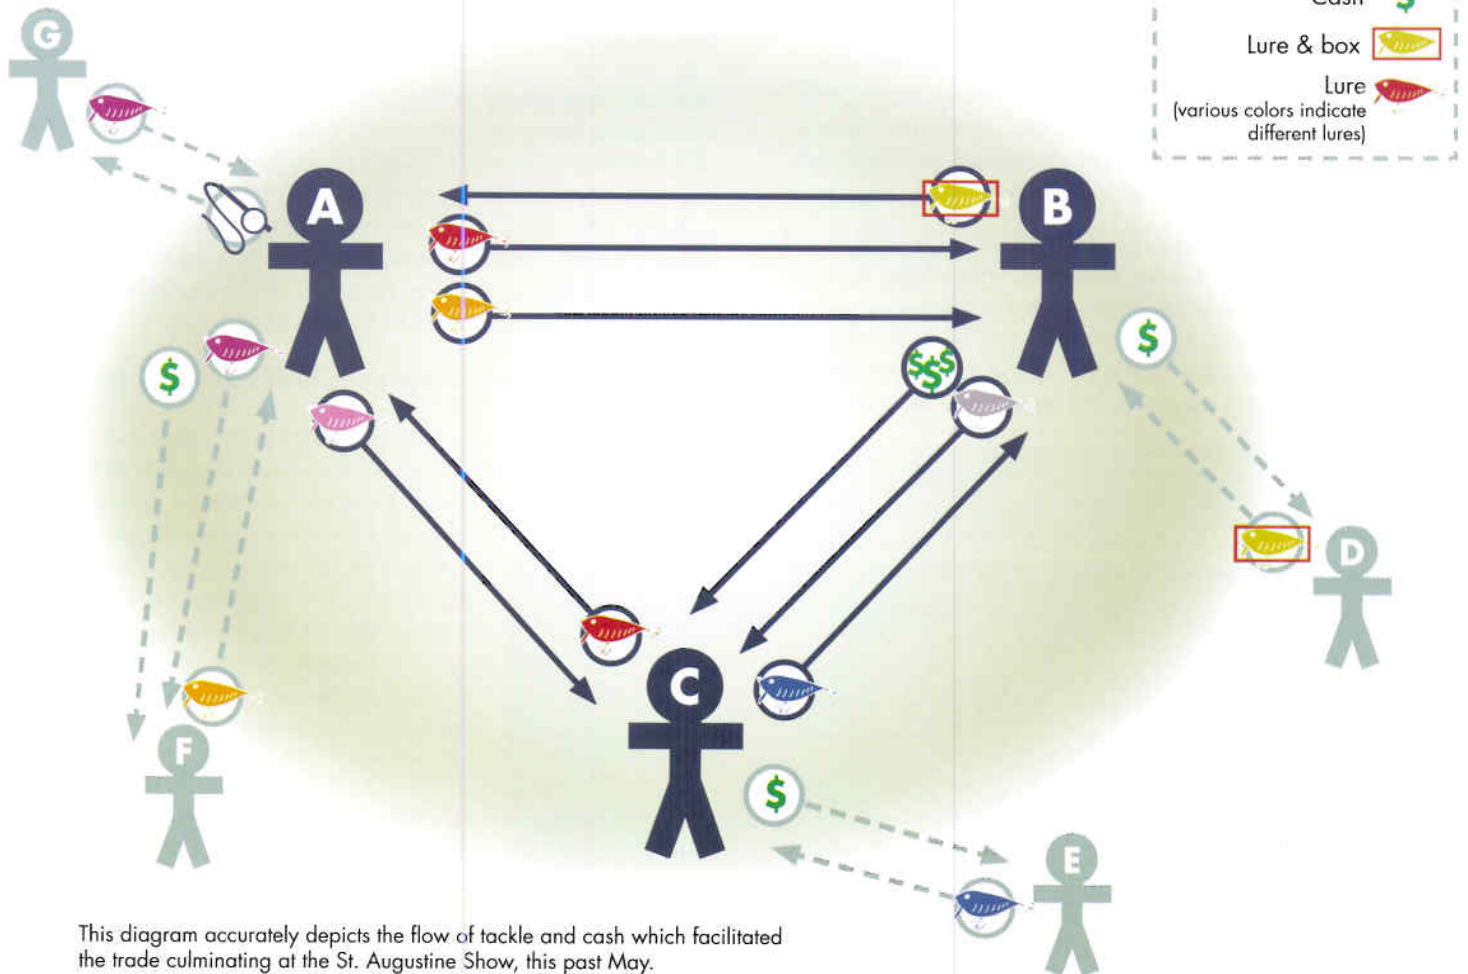 Cash $
Lure & box
Lure
(various colors indicate
different lures)
G
A
B
$
$
$$$
D
C
F
$
E
This diagram accurately depicts the flow of tackle and cash which facilitated
the trade culminating at the St. Augustine Show, this past May.